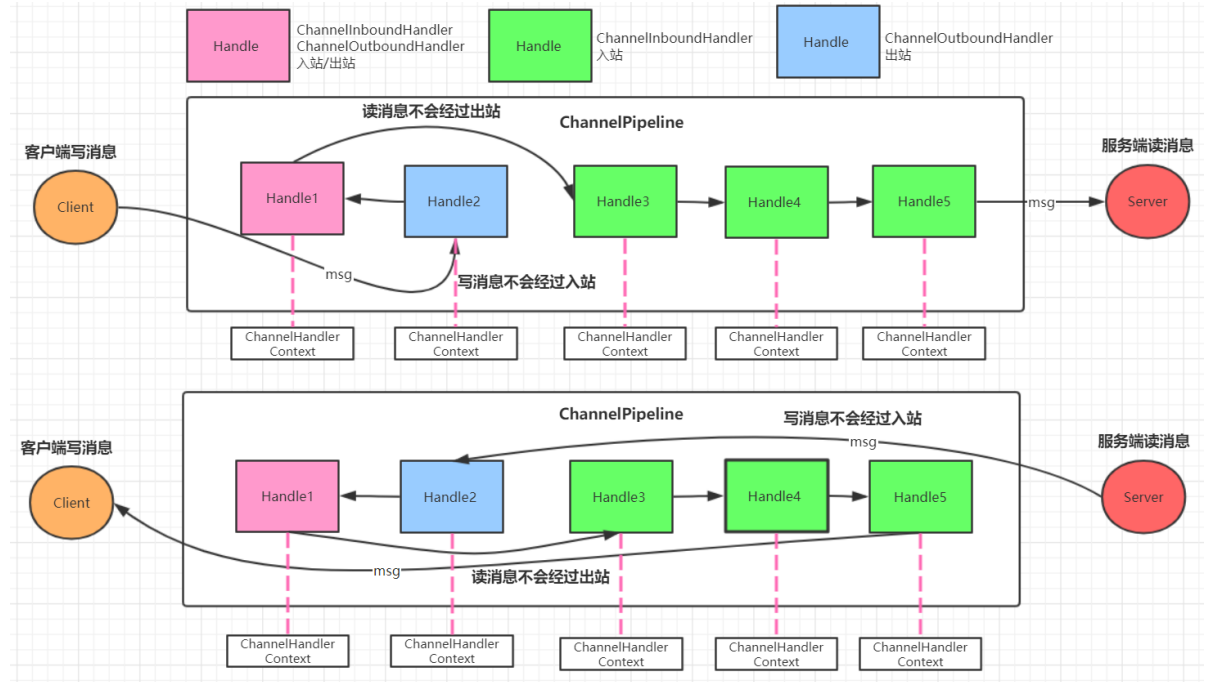 Handle
ChannelInboundHandler
ChannelOutboundHandler
入站/出站
Handle
ChannelInboundHandler
入站
Handle
ChannelOutboundHandler
出站
读消息不会经过出站
ChannelPipeline
客户端写消息
服务端读消息
Client
Handle1
Handle2
Handle3
Handle4
Handle5
msg
Server
msg
写消息不会经过入站
ChannelHandler
Context
ChannelHandler
Context
ChannelHandler
Context
ChannelHandler
Context
ChannelHandler
Context
ChannelPipeline
写消息不会经过入站
客户端写消息
msg
服务端读消息
Client
Handle1
Handle2
Handle3
Handle4
Handle5
Server
msg
读消息不会经过出站
ChannelHandler
Context
ChannelHandler
Context
ChannelHandler
Context
ChannelHandler
Context
ChannelHandler
Context